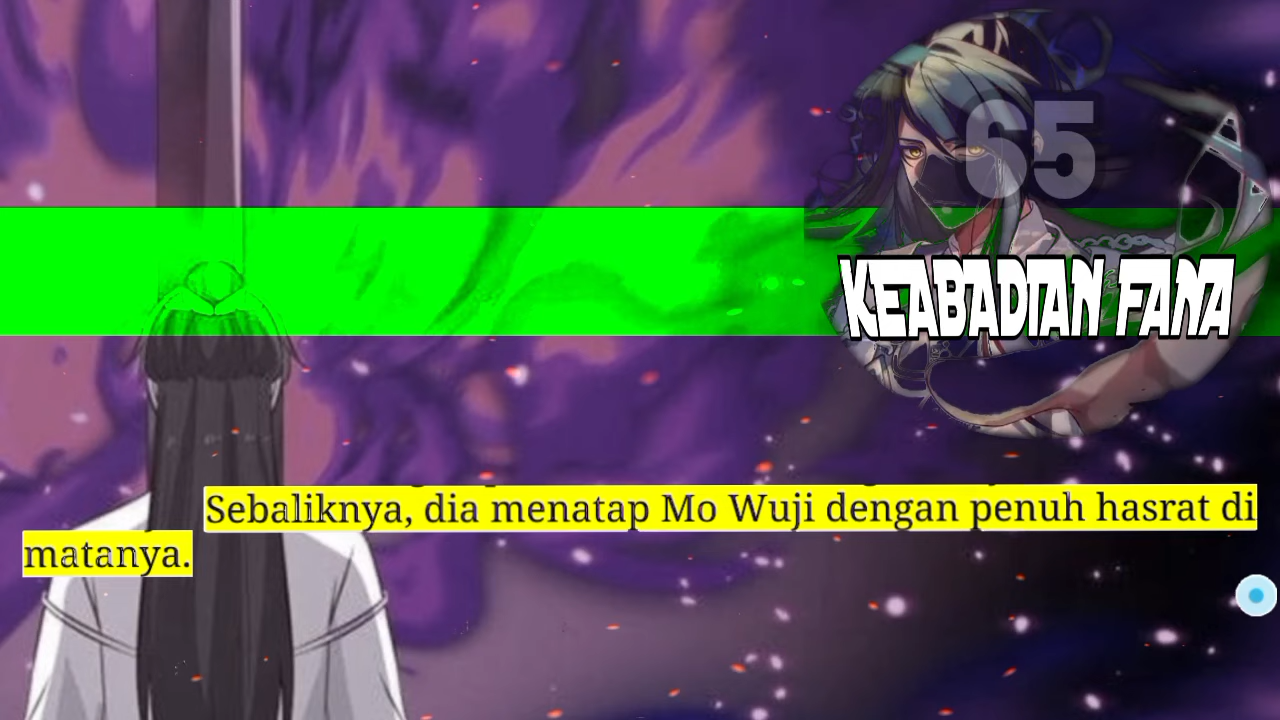 65
KEABADIAN FANA
Sebaliknya, dia menatap Mo Wuji dengan penuh hasrat di
matanya.